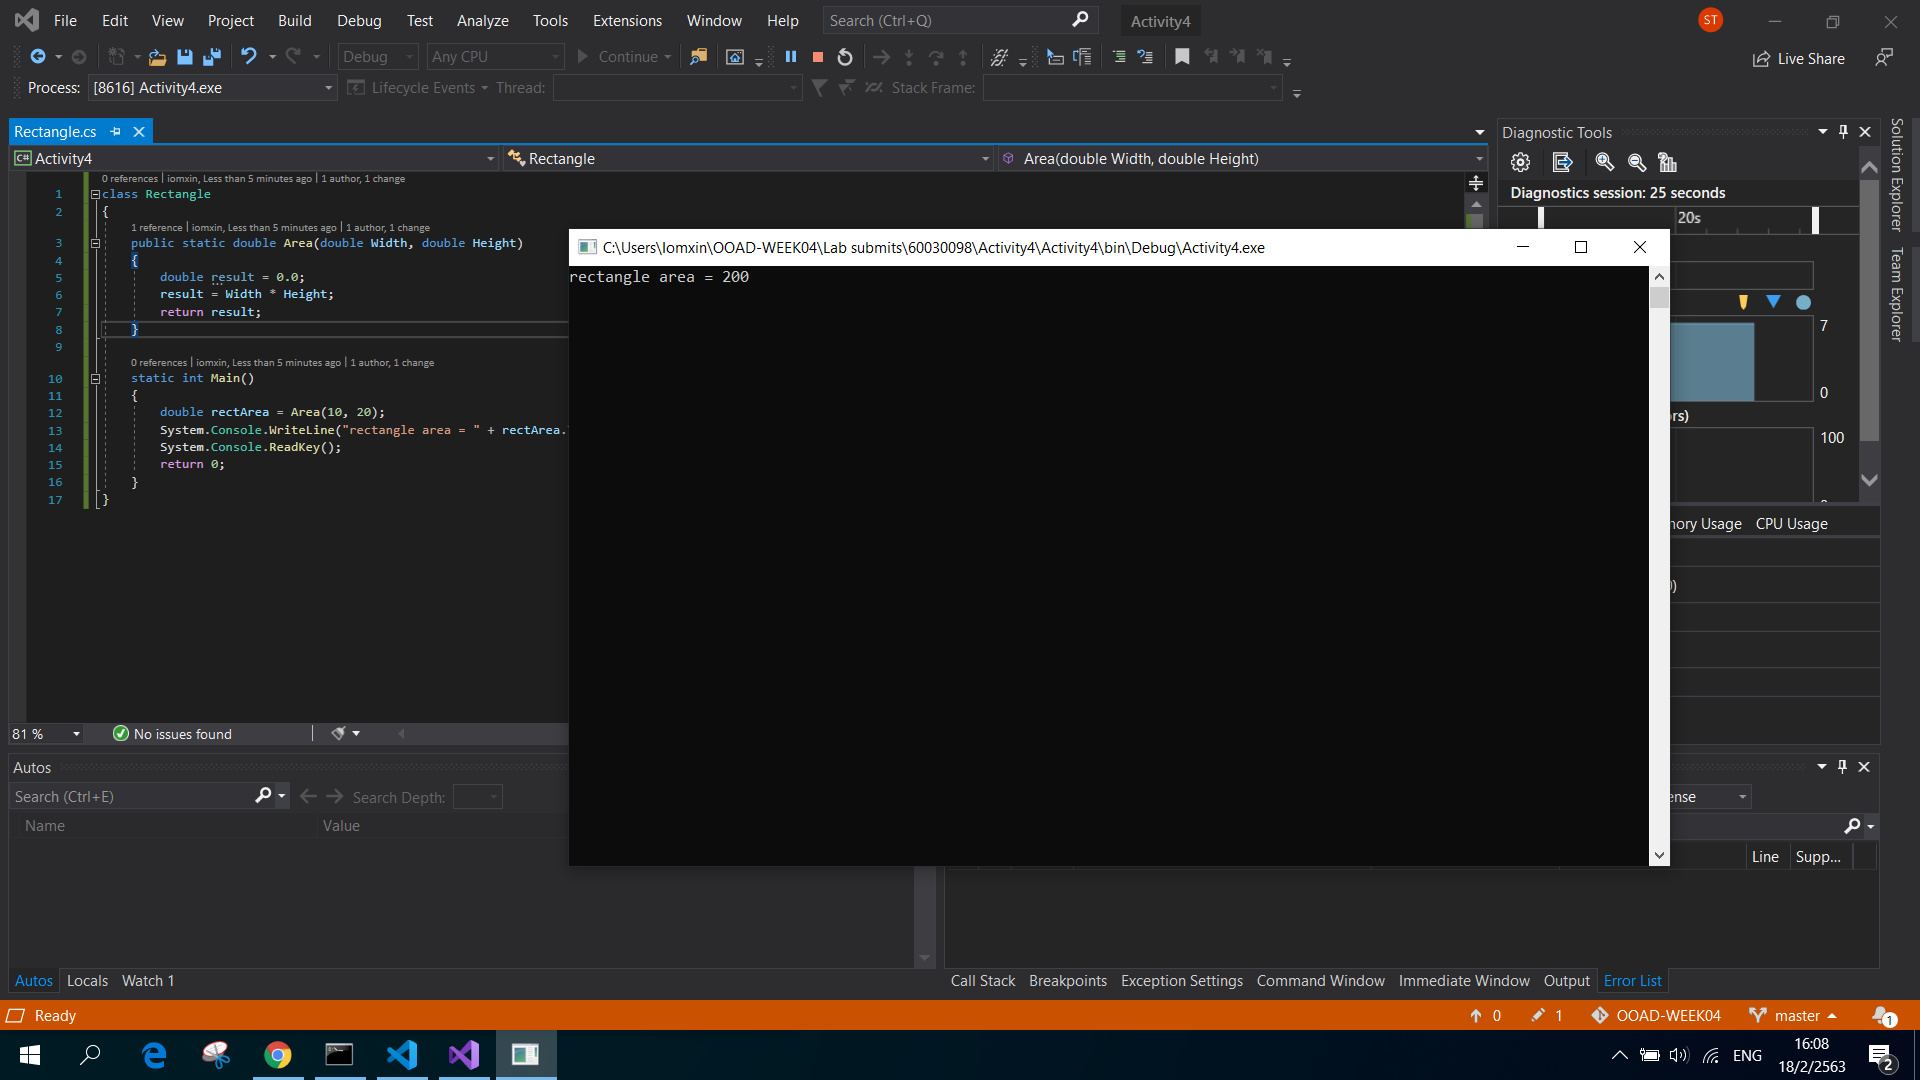 File Edit View Project Build Debug Test Analyze Tools Extensions Window Help Search (Ctrl+Q) Activity4 ST
Debug Any CPU Continue Live Share
Process: [8616] Activity4.exe Lifecycle Events Thread: Stack Frame:
Rectangle.cs
C# Activity4 Rectangle Area(double Width, double Height)
0 references | iomxin, Less than 5 minutes ago | 1 author, 1 change
1 class Rectangle
2 {
1 reference | iomxin, Less than 5 minutes ago | 1 author, 1 change
3 public static double Area(double Width, double Height)
4 {
5 double result = 0.0;
6 result = Width * Height;
7 return result;
8 }
9
0 references | iomxin, Less than 5 minutes ago | 1 author, 1 change
10 static int Main()
11 {
12 double rectArea = Area(10, 20);
13 System.Console.WriteLine("rectangle area = " + rectArea.
14 System.Console.ReadKey();
15 return 0;
16 }
17 }
81 % No issues found
C:\Users\Iomxin\OOAD-WEEK04\Lab submits\60030098\Activity4\Activity4\bin\Debug\Activity4.exe
rectangle area = 200
Diagnostic Tools
Diagnostics session: 25 seconds
20s
7
0
100
CPU Usage
Solution Explorer
Team Explorer
Autos
Search (Ctrl+E) Search Depth:
Name Value
Line Supp...
Autos Locals Watch 1
Call Stack Breakpoints Exception Settings Command Window Immediate Window Output Error List
Ready 0 1 OOAD-WEEK04 master 1
ENG 16:08
18/2/2563 2